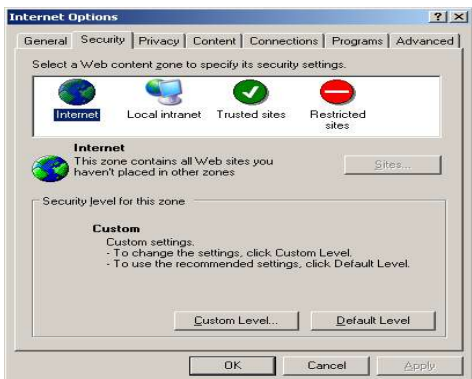 Internet Options
General Security Privacy Content Connections Programs Advanced
Select a Web content zone to specify its security settings.
Internet Local intranet Trusted sites Restricted sites
Internet
This zone contains all Web sites you
haven't placed in other zones
Sites...
Security level for this zone
Custom
Custom settings.
- To change the settings, click Custom Level.
- To use the recommended settings, click Default Level.
Custom Level... Default Level
OK Cancel Apply